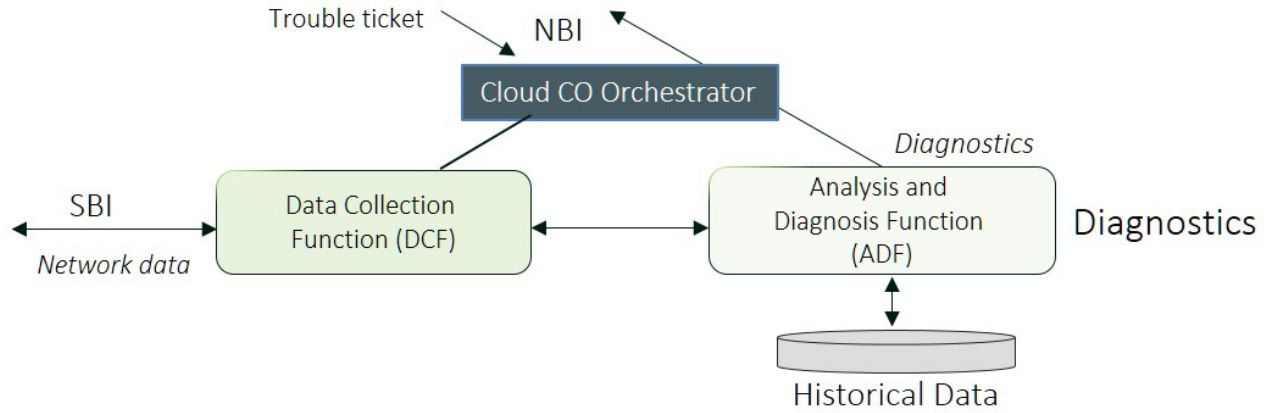 Trouble ticket
NBI
Cloud CO Orchestrator
Diagnostics
SBI
Network data
Data Collection
Function (DCF)
Analysis and
Diagnosis Function
(ADF)
Diagnostics
Historical Data